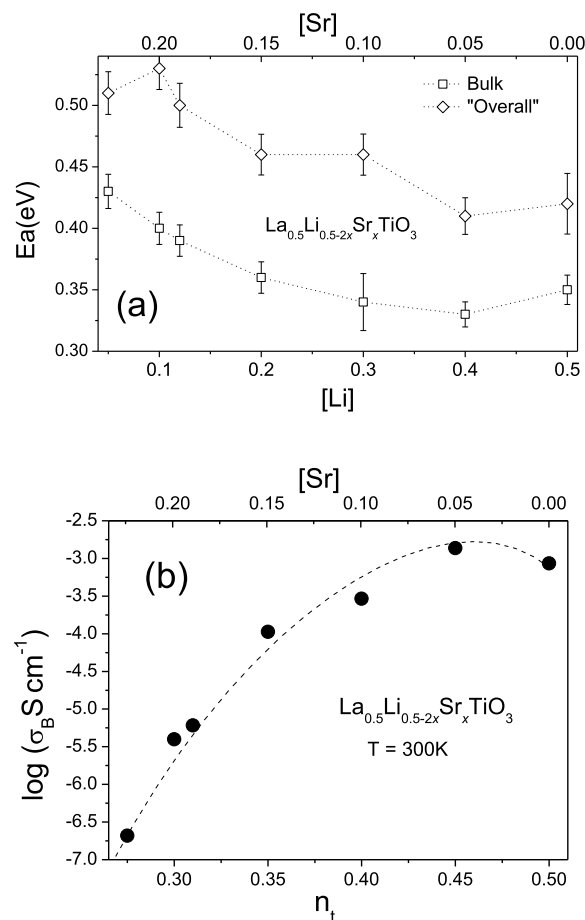 [Sr]
0.20 0.15 0.10 0.05 0.00
Bulk
"Overall"
0.50
0.45
0.40
0.35
0.30
Ea(eV)
La0.5Li0.5-2xSrxTiO3
(a)
0.1 0.2 0.3 0.4 0.5
[Li]
[Sr]
0.20 0.15 0.10 0.05 0.00
-2.5
-3.0
-3.5
-4.0
-4.5
-5.0
-5.5
-6.0
-6.5
-7.0
log (σB S cm-1)
(b)
La0.5Li0.5-2xSrxTiO3
T = 300K
0.30 0.35 0.40 0.45 0.50
nt